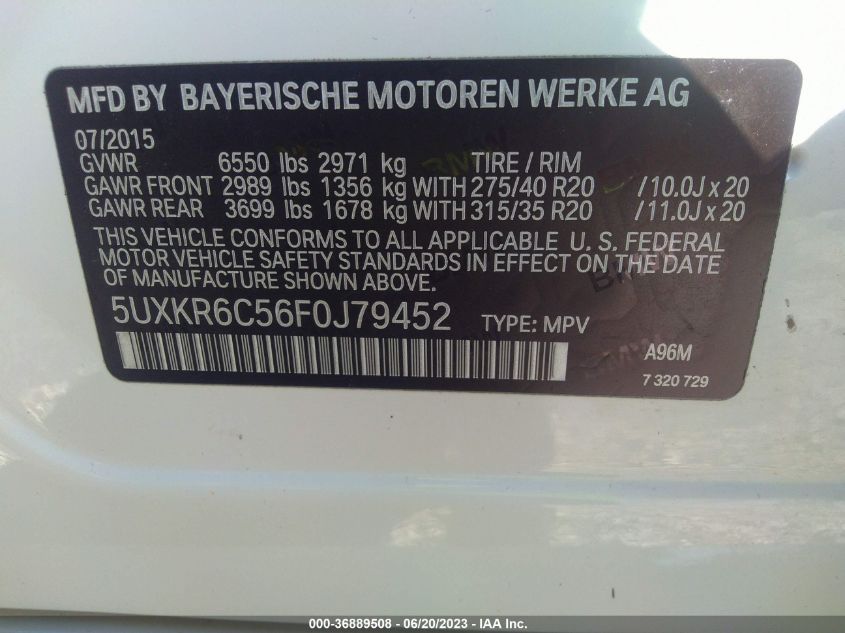 MFD BY BAYERISCHE MOTOREN WERKE AG
07/2015
GVWR 6550 lbs 2971 kg TIRE / RIM
GAWR FRONT 2989 lbs 1356 kg WITH 275/40 R20 /10.0J x 20
GAWR REAR 3699 lbs 1678 kg WITH 315/35 R20 /11.0J x 20
THIS VEHICLE CONFORMS TO ALL APPLICABLE U. S. FEDERAL
MOTOR VEHICLE SAFETY STANDARDS IN EFFECT ON THE DATE
OF MANUFACTURE SHOWN ABOVE.
5UXKR6C56F0J79452 TYPE: MPV
A96M
7 320 729
000-36889508 - 06/20/2023 - IAA Inc.